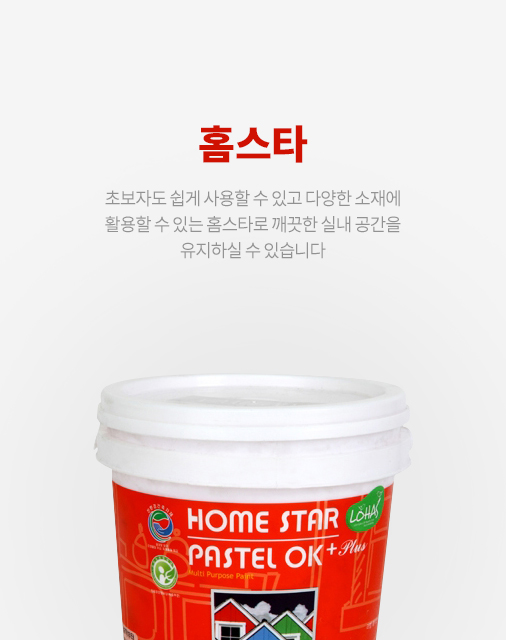 홈스타
초보자도 쉽게 사용할 수 있고 다양한 소재에
활용할 수 있는 홈스타로 깨끗한 실내 공간을
유지하실 수 있습니다
HOME STAR
LOHAS
PASTEL OK+Plus
Multi Purpose Paint